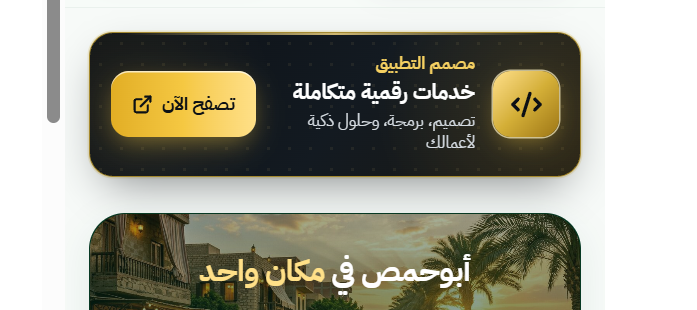 مصمم التطبيق
خدمات رقمية متكاملة
تصميم، برمجة، وحلول ذكية
لأعمالك
تصفح الآن
أبوحمص في مكان واحد